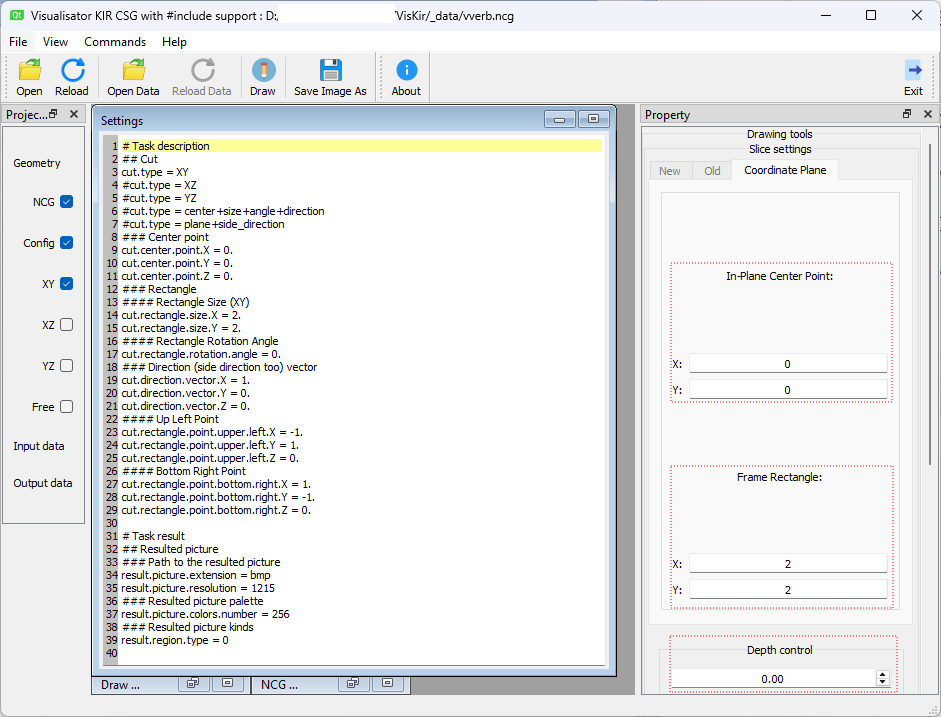 Visualisator KIR CSG with #include support : D:, /VisKir/_data/vverb.ncg
File View Commands Help
Open Reload Open Data Reload Data Draw Save Image As About Exit
Projec...
Geometry
NCG
Config
XY
XZ
YZ
Free
Input data
Output data
Settings
1 # Task description
2 ## Cut
3 cut.type = XY
4 #cut.type = XZ
5 #cut.type = YZ
6 #cut.type = center+size+angle+direction
7 #cut.type = plane+side_direction
8 ### Center point
9 cut.center.point.X = 0.
10 cut.center.point.Y = 0.
11 cut.center.point.Z = 0.
12 ### Rectangle
13 #### Rectangle Size (XY)
14 cut.rectangle.size.X = 2.
15 cut.rectangle.size.Y = 2.
16 #### Rectangle Rotation Angle
17 cut.rectangle.rotation.angle = 0.
18 ### Direction (side direction too) vector
19 cut.direction.vector.X = 1.
20 cut.direction.vector.Y = 0.
21 cut.direction.vector.Z = 0.
22 #### Up Left Point
23 cut.rectangle.point.upper.left.X = -1.
24 cut.rectangle.point.upper.left.Y = 1.
25 cut.rectangle.point.upper.left.Z = 0.
26 #### Bottom Right Point
27 cut.rectangle.point.bottom.right.X = 1.
28 cut.rectangle.point.bottom.right.Y = -1.
29 cut.rectangle.point.bottom.right.Z = 0.
30
31 # Task result
32 ## Resulted picture
33 ### Path to the resulted picture
34 result.picture.extension = bmp
35 result.picture.resolution = 1215
36 ### Resulted picture palette
37 result.picture.colors.number = 256
38 ### Resulted picture kinds
39 result.region.type = 0
40
Draw ...
NCG ...
Property
Drawing tools
Slice settings
New Old Coordinate Plane
In-Plane Center Point:
X: 0
Y: 0
Frame Rectangle:
X: 2
Y: 2
Depth control
0.00